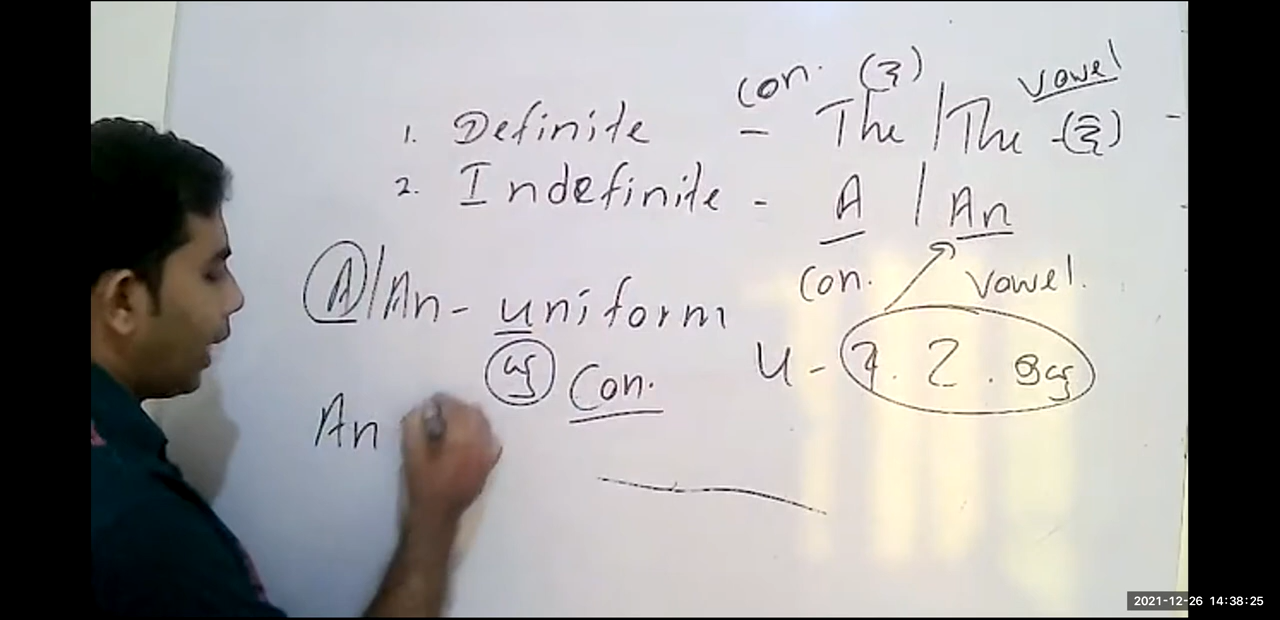 con. vowel
1. Definite - The / The
2. Indefinite - A / An
con. vowel.
A/An - uniform
Con. u -
An
2021-12-26 14:38:25